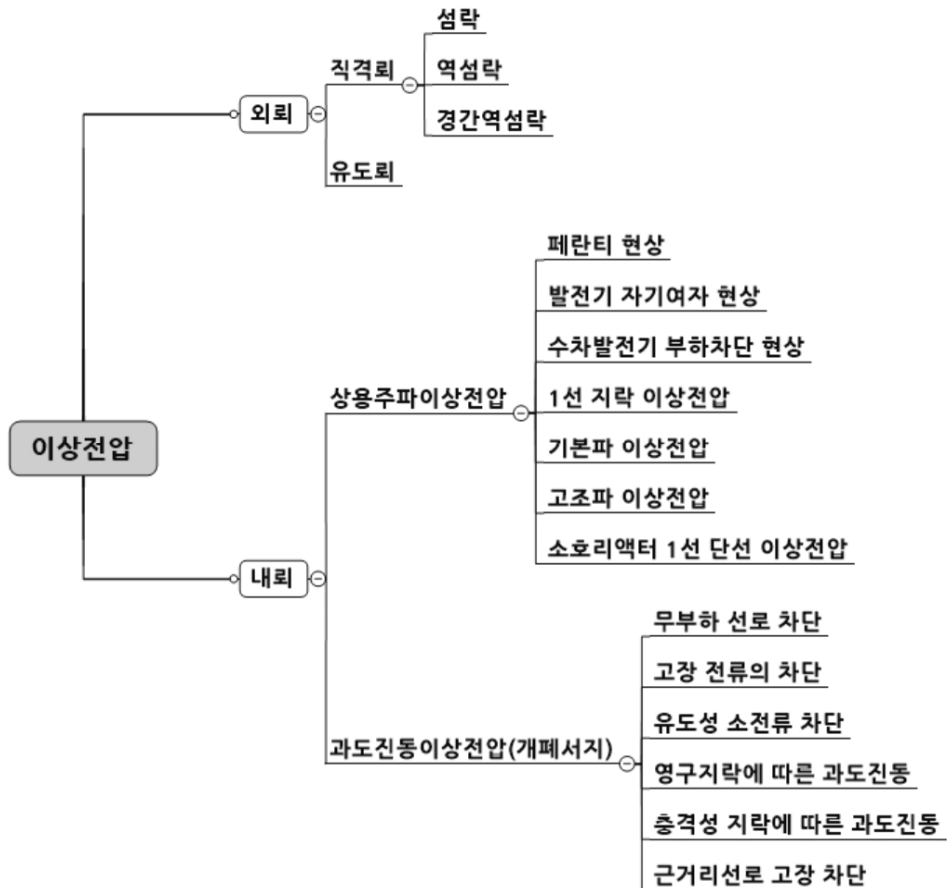 이상전압
외뢰
직격뢰
섬락
역섬락
경간역섬락
유도뢰
내뢰
상용주파이상전압
페란티 현상
발전기 자기여자 현상
수차발전기 부하차단 현상
1선 지락 이상전압
기본파 이상전압
고조파 이상전압
소호리액터 1선 단선 이상전압
과도진동이상전압(개폐서지)
무부하 선로 차단
고장 전류의 차단
유도성 소전류 차단
영구지락에 따른 과도진동
충격성 지락에 따른 과도진동
근거리선로 고장 차단